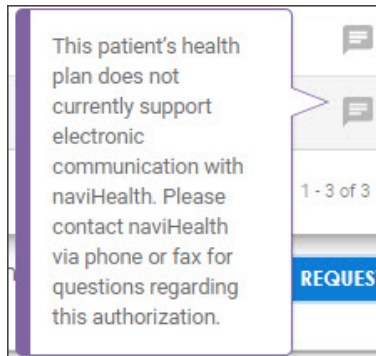 This patient's health
plan does not
currently support
electronic
communication with
naviHealth. Please
contact naviHealth
via phone or fax for
questions regarding
this authorization.
1 - 3 of 3
REQUES